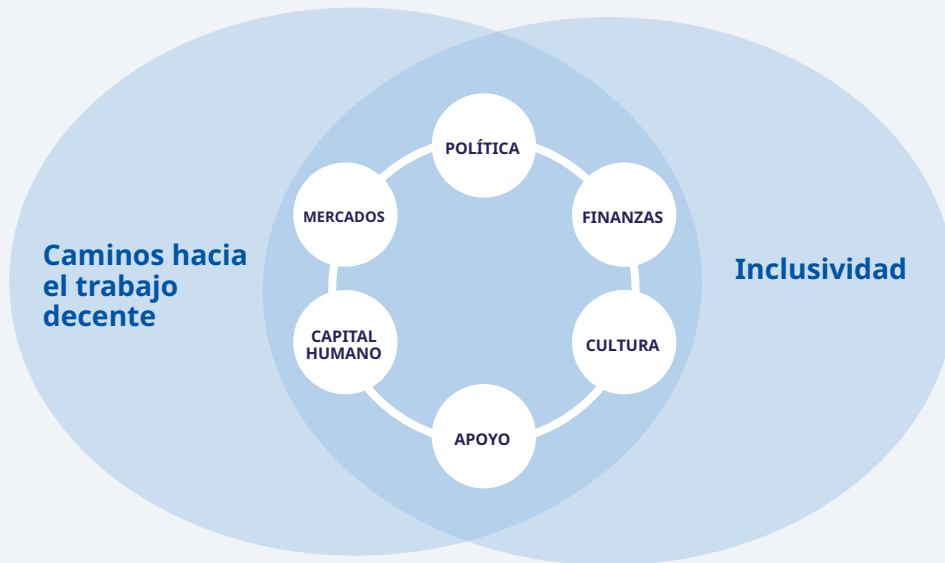 POLÍTICA
MERCADOS
FINANZAS
Caminos hacia
el trabajo
decente
Inclusividad
CAPITAL
HUMANO
CULTURA
APOYO